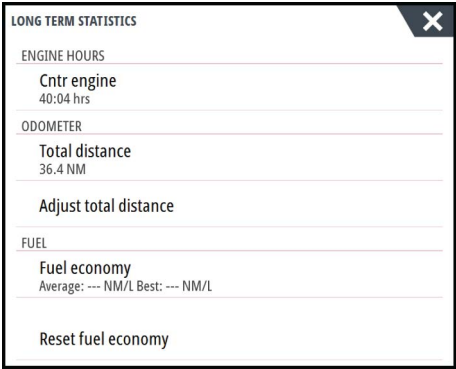 LONG TERM STATISTICS
ENGINE HOURS
Cntr engine
40:04 hrs
ODOMETER
Total distance
36.4 NM
Adjust total distance
FUEL
Fuel economy
Average: --- NM/L Best: --- NM/L
Reset fuel economy